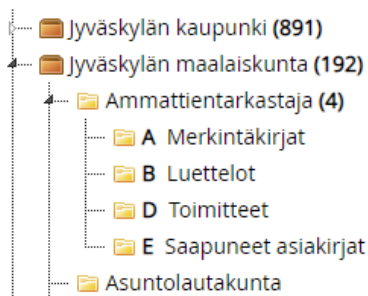 Jyväskylän kaupunki (891)
Jyväskylän maalaiskunta (192)
Ammattientarkastaja (4)
A Merkintäkirjat
B Luettelot
D Toimitteet
E Saapuneet asiakirjat
Asuntolautakunta